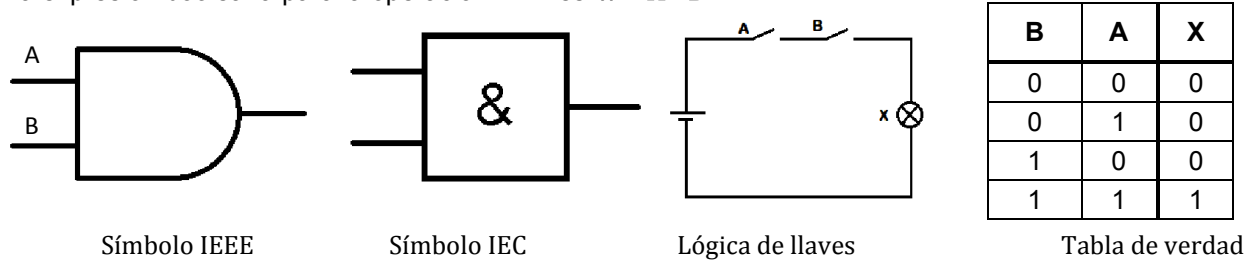 B A X
A
B
&
A B
X
0 0 0
0 1 0
1 0 0
1 1 1
Símbolo IEEE Símbolo IEC Lógica de llaves Tabla de verdad